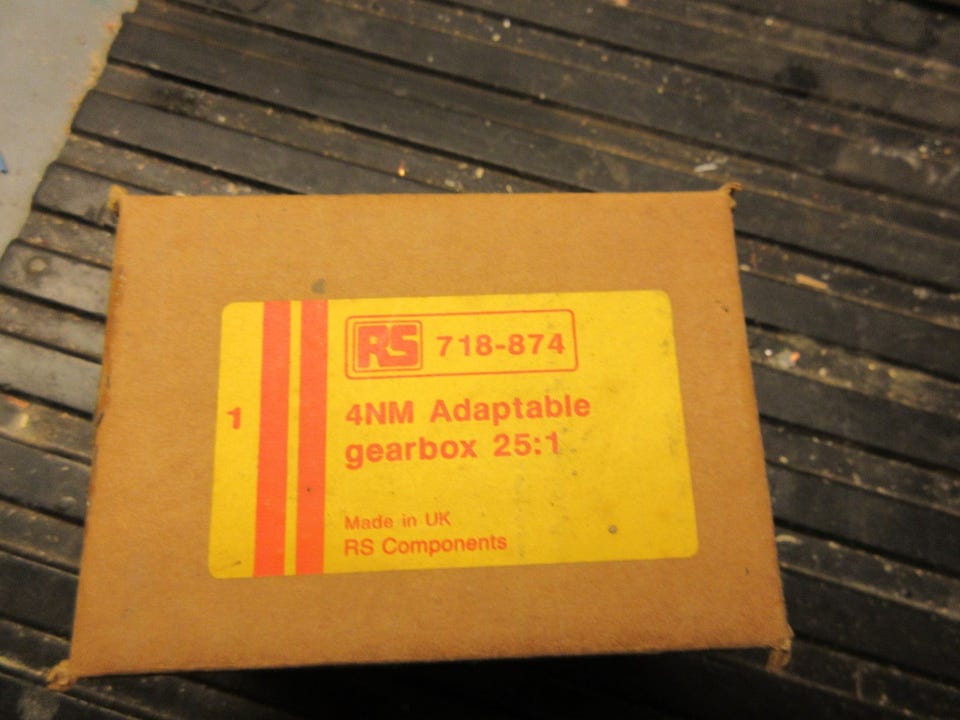 RS 718-874
1
4NM Adaptable
gearbox 25:1
Made in UK
RS Components